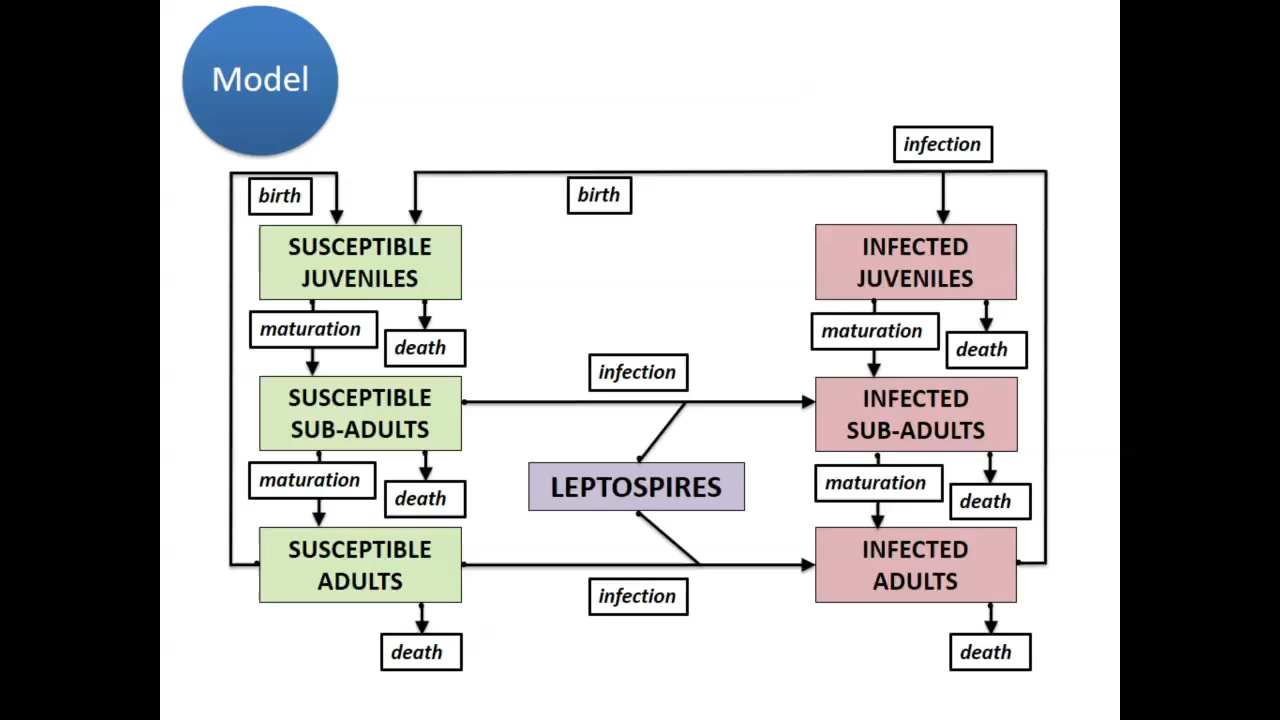 Model
infection
birth
birth
SUSCEPTIBLE
JUVENILES
INFECTED
JUVENILES
maturation
death
maturation
death
infection
SUSCEPTIBLE
SUB-ADULTS
INFECTED
SUB-ADULTS
maturation
death
LEPTOSPIRES
maturation
death
SUSCEPTIBLE
ADULTS
INFECTED
ADULTS
infection
death
death